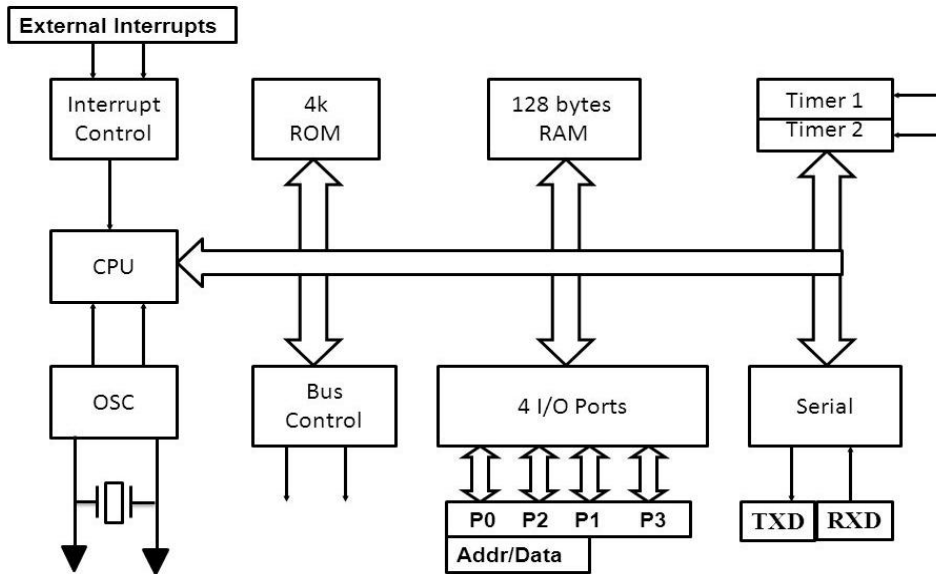 External Interrupts
Interrupt
Control
4k
ROM
128 bytes
RAM
Timer 1
Timer 2
CPU
OSC
Bus
Control
4 I/O Ports
Serial
P0 P2 P1 P3
Addr/Data
TXD RXD